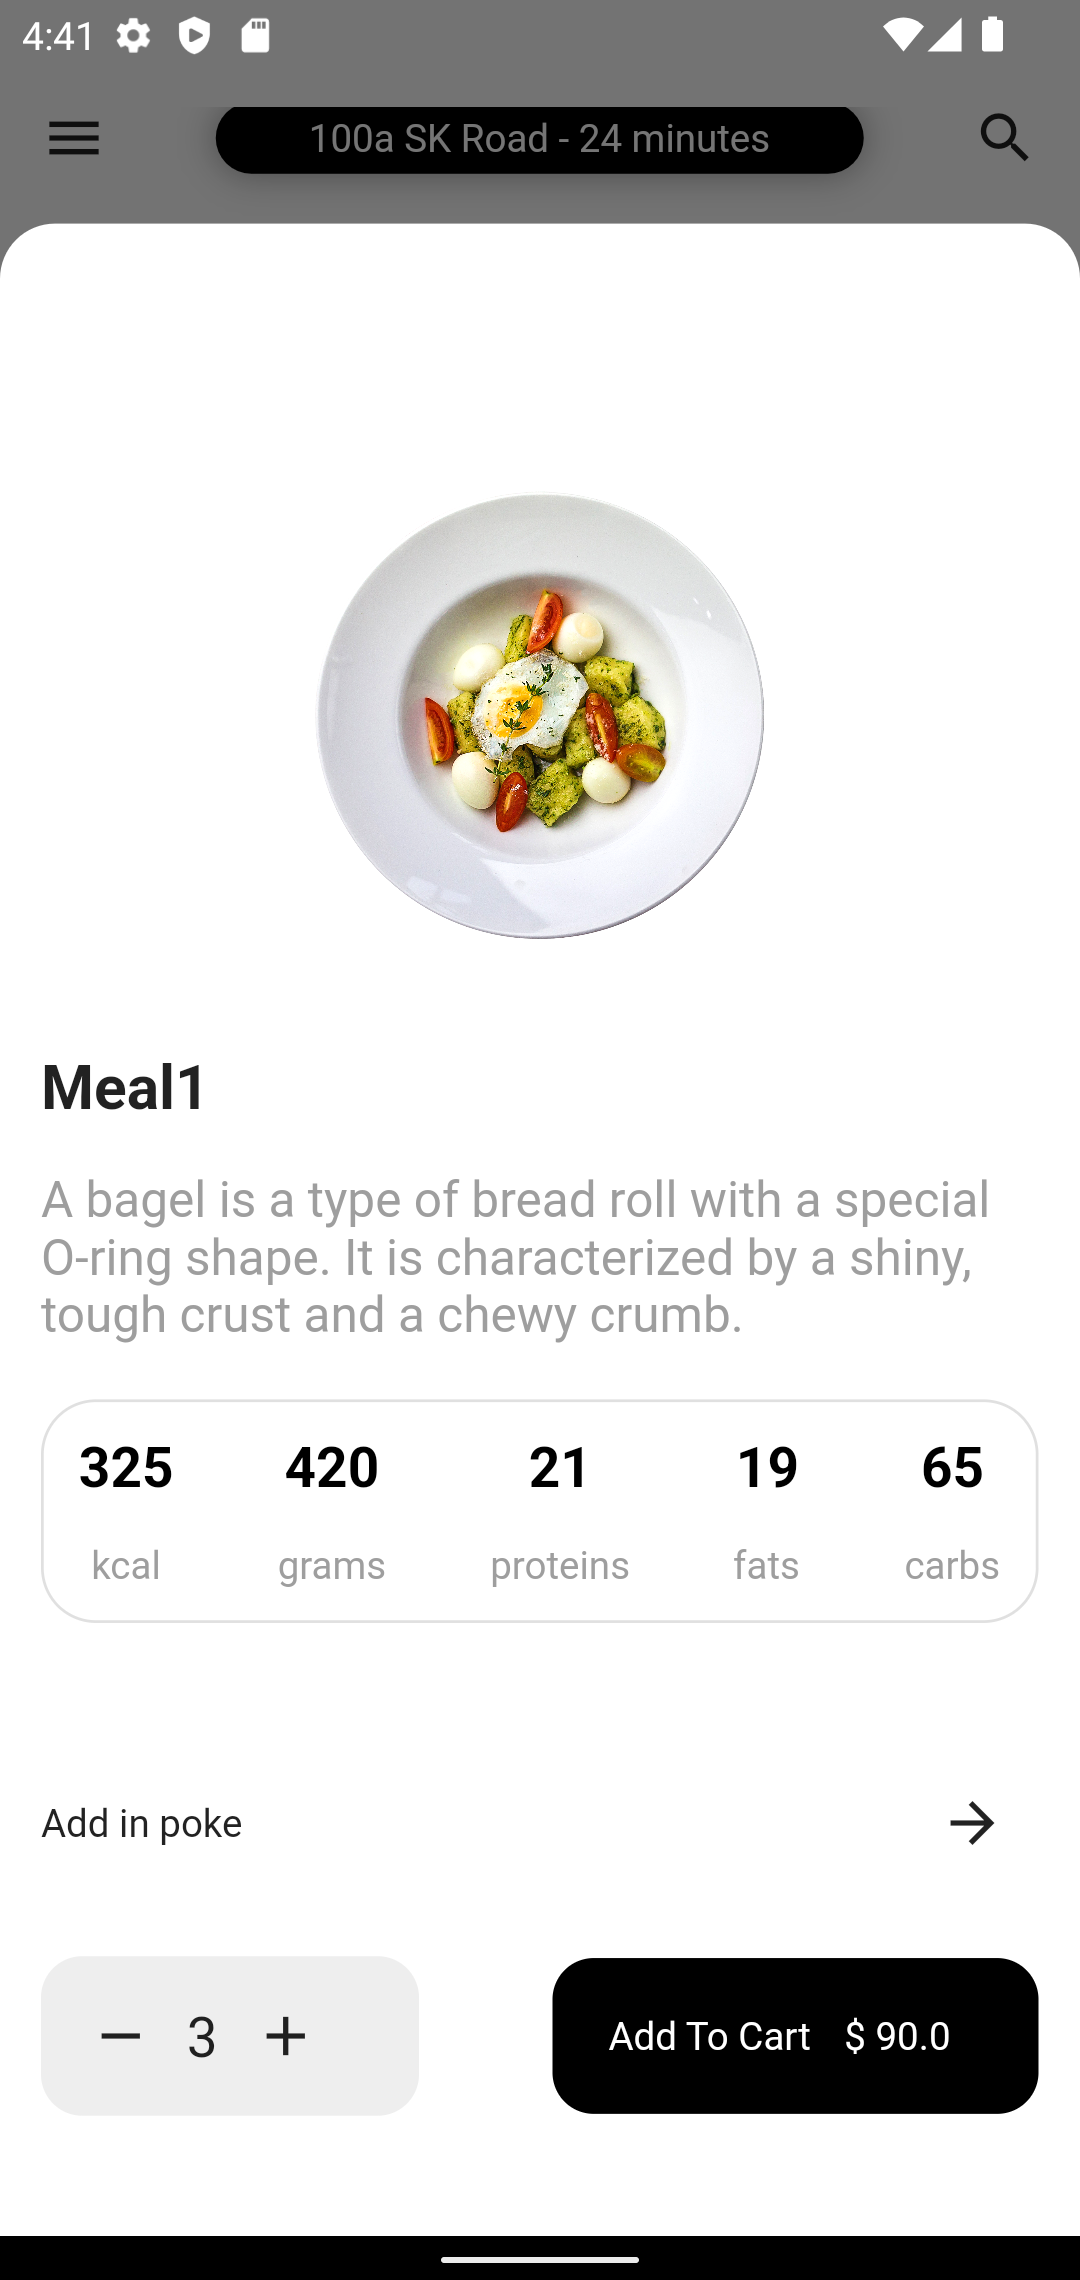 4:41
100a SK Road - 24 minutes
Meal1
A bagel is a type of bread roll with a special
O-ring shape. It is characterized by a shiny,
tough crust and a chewy crumb.
325 420 21 19 65
kcal grams proteins fats carbs
Add in poke
3
Add To Cart $ 90.0